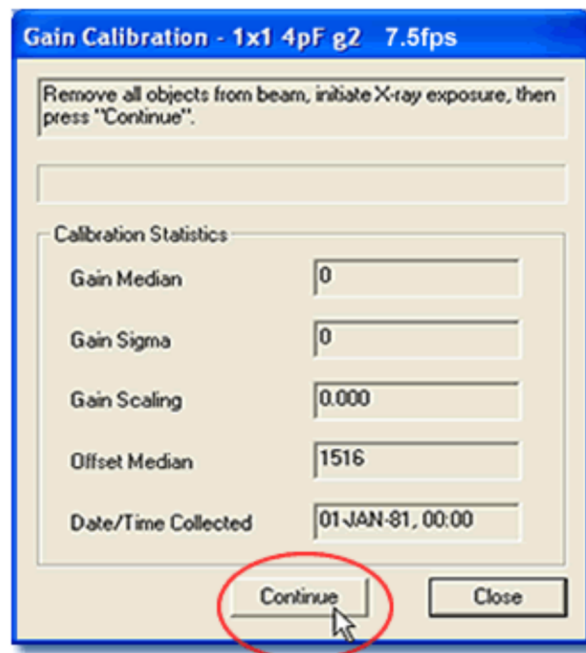 Gain Calibration - 1x1 4pF g2 7.5fps
Remove all objects from beam, initiate X-ray exposure, then
press "Continue".
Calibration Statistics
Gain Median 0
Gain Sigma 0
Gain Scaling 0.000
Offset Median 1516
Date/Time Collected 01-JAN-81, 00:00
Continue Close